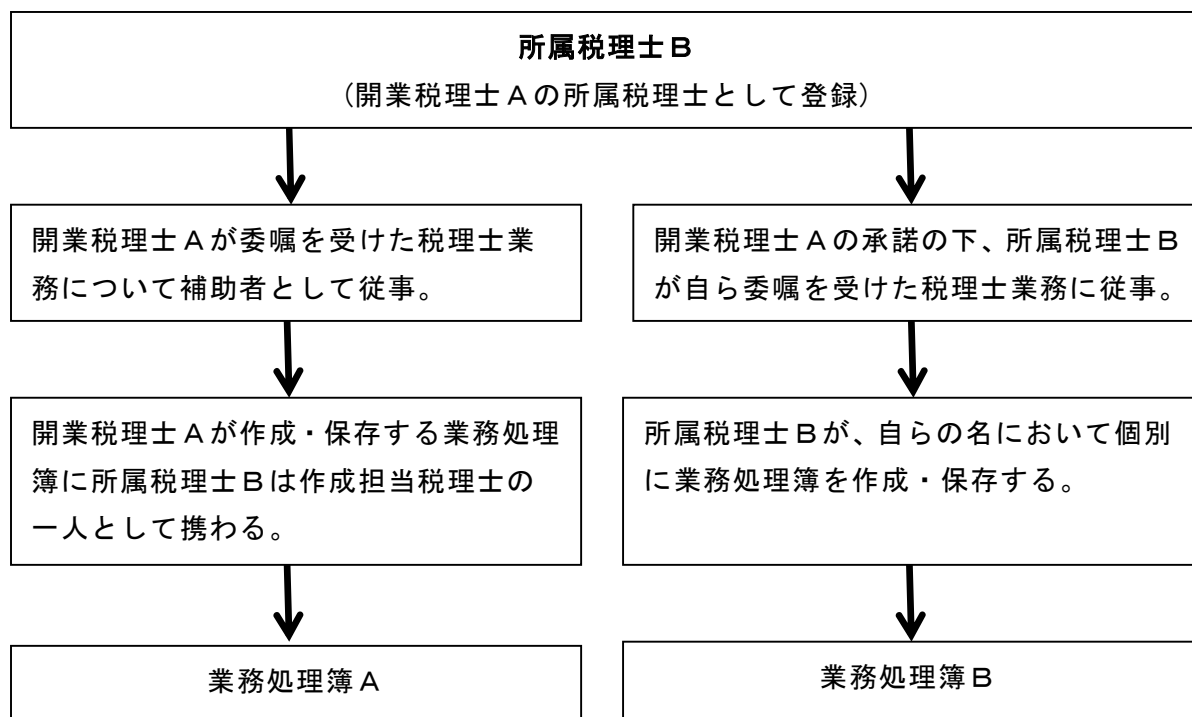 所属税理士B
(開業税理士Aの所属税理士として登録)
開業税理士Aが委嘱を受けた税理士業
務について補助者として従事。
開業税理士Aの承諾の下、所属税理士B
が自ら委嘱を受けた税理士業務に従事。
開業税理士Aが作成・保存する業務処理
簿に所属税理士Bは作成担当税理士の
一人として携わる。
所属税理士Bが、自らの名において個別
に業務処理簿を作成・保存する。
業務処理簿A
業務処理簿B